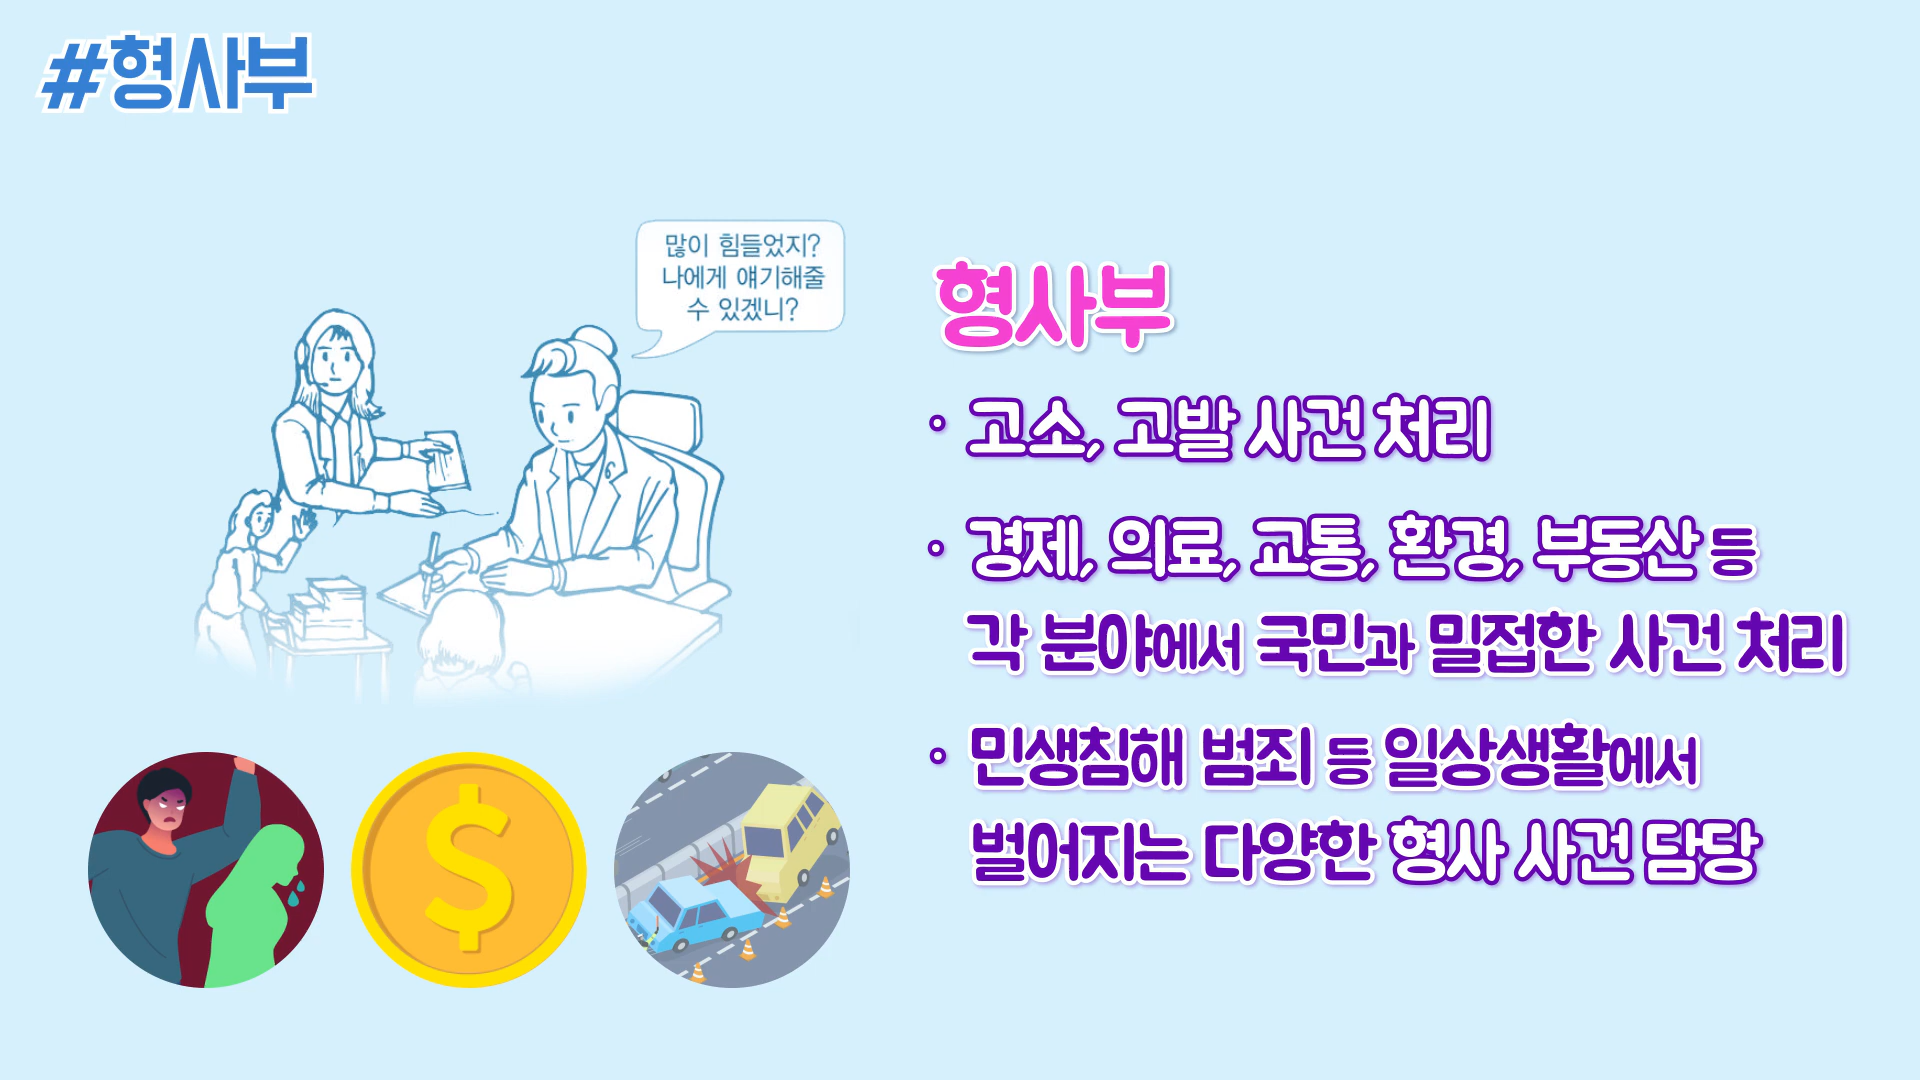 #형사부
많이 힘들었지?
나에게 얘기해줄
수 있겠니?
형사부
• 고소, 고발 사건 처리
• 경제, 의료, 교통, 환경, 부동산 등
각 분야에서 국민과 밀접한 사건 처리
• 민생침해 범죄 등 일상생활에서
벌어지는 다양한 형사 사건 담당
$